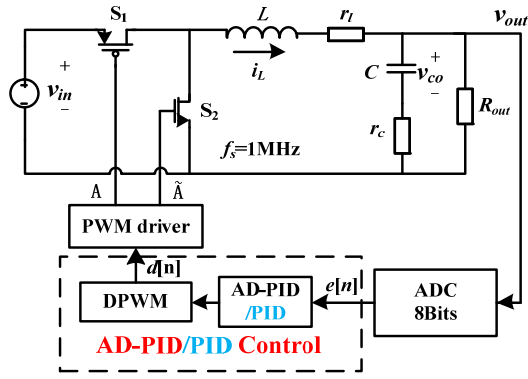 S1
L
rl
vout
+
vin
−
iL
C
+
vco
−
S2
Rout
rc
fs=1MHz
A
Ã
PWM driver
d[n]
DPWM
AD-PID
/PID
e[n]
ADC
8Bits
AD-PID/PID Control